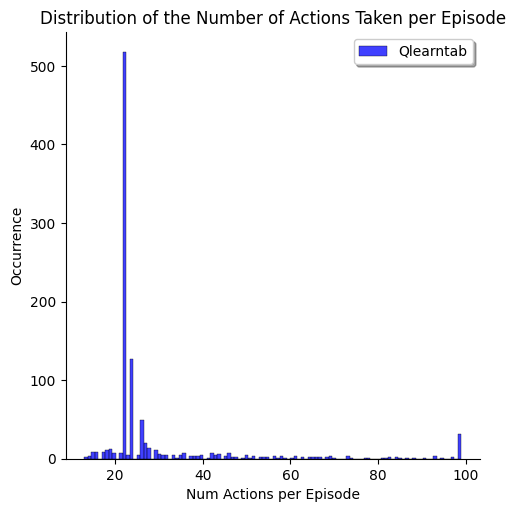 Distribution of the Number of Actions Taken per Episode
Qlearntab
500
400
300
200
100
0
Occurrence
20 40 60 80 100
Num Actions per Episode